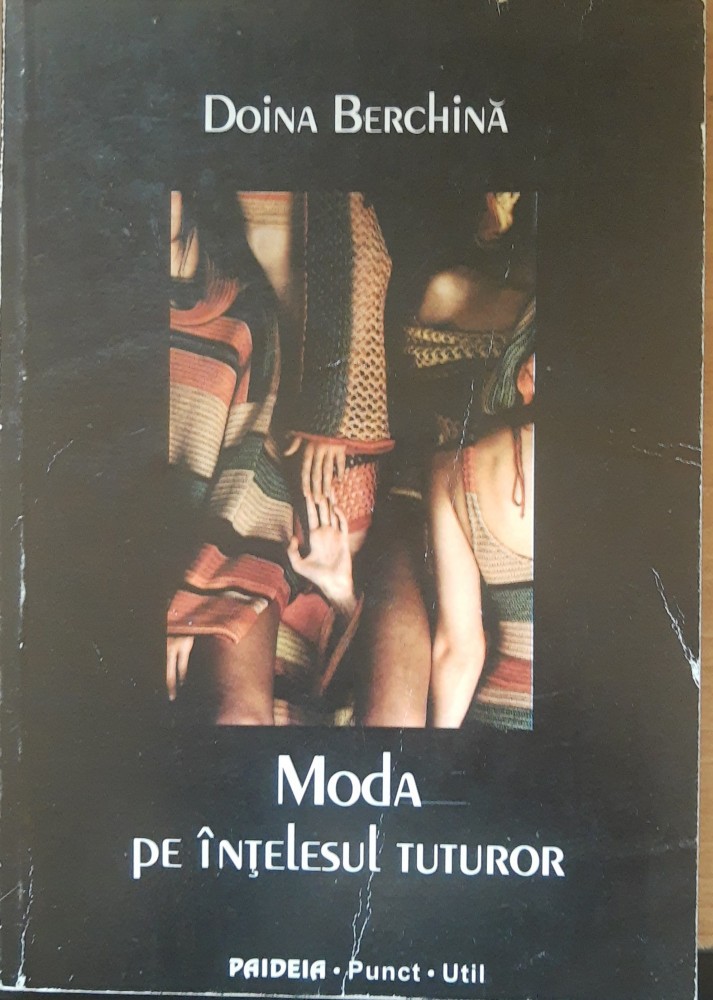 Doina Berchină
Moda
pe înţelesul tuturor
PAIDEIA • Punct • Util